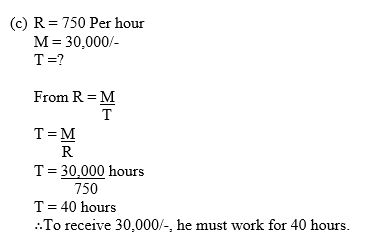 (c) R = 750 Per hour
M = 30,000/-
T =?
From R = M
T
T = M
R
T = 30,000 hours
750
T = 40 hours
∴To receive 30,000/-, he must work for 40 hours.